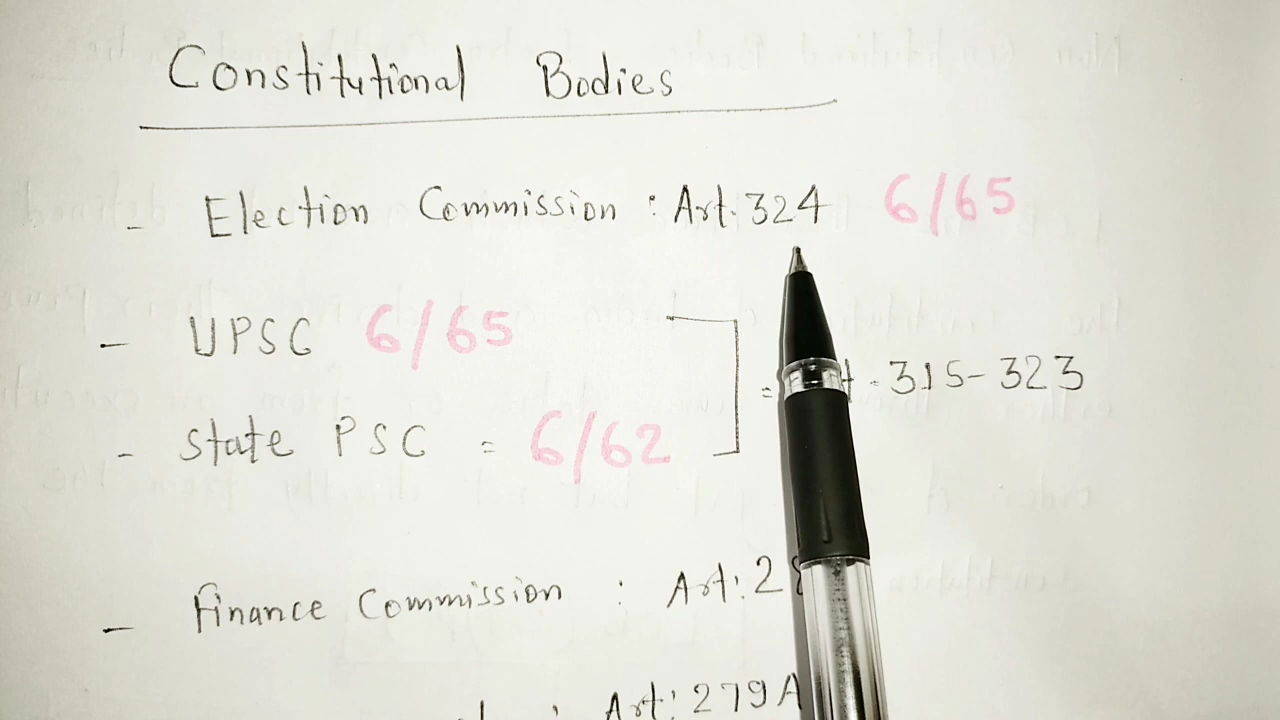 Constitutional Bodies
- Election Commission : Art. 324 6/65
- UPSC 6/65
= 315-323
- State PSC = 6/62
- Finance Commission : Art: 2
: Art: 279A